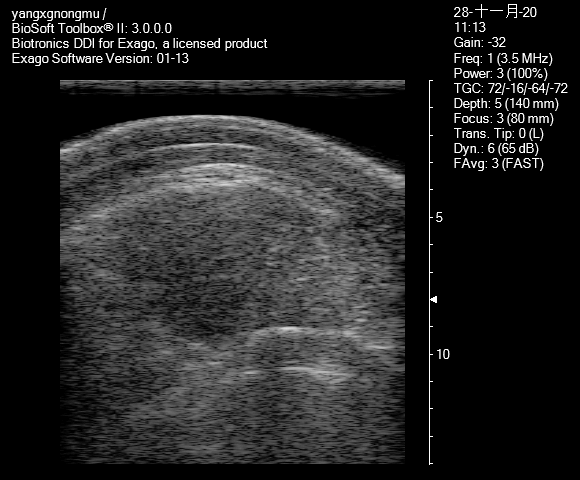 yangxgnongmu /
BioSoft Toolbox® II: 3.0.0.0
Biotronics DDI for Exago, a licensed product
Exago Software Version: 01-13
28-十一月-20
11:13
Gain: -32
Freq: 1 (3.5 MHz)
Power: 3 (100%)
TGC: 72/-16/-64/-72
Depth: 5 (140 mm)
Focus: 3 (80 mm)
Trans. Tip: 0 (L)
Dyn.: 6 (65 dB)
FAvg: 3 (FAST)
5
10